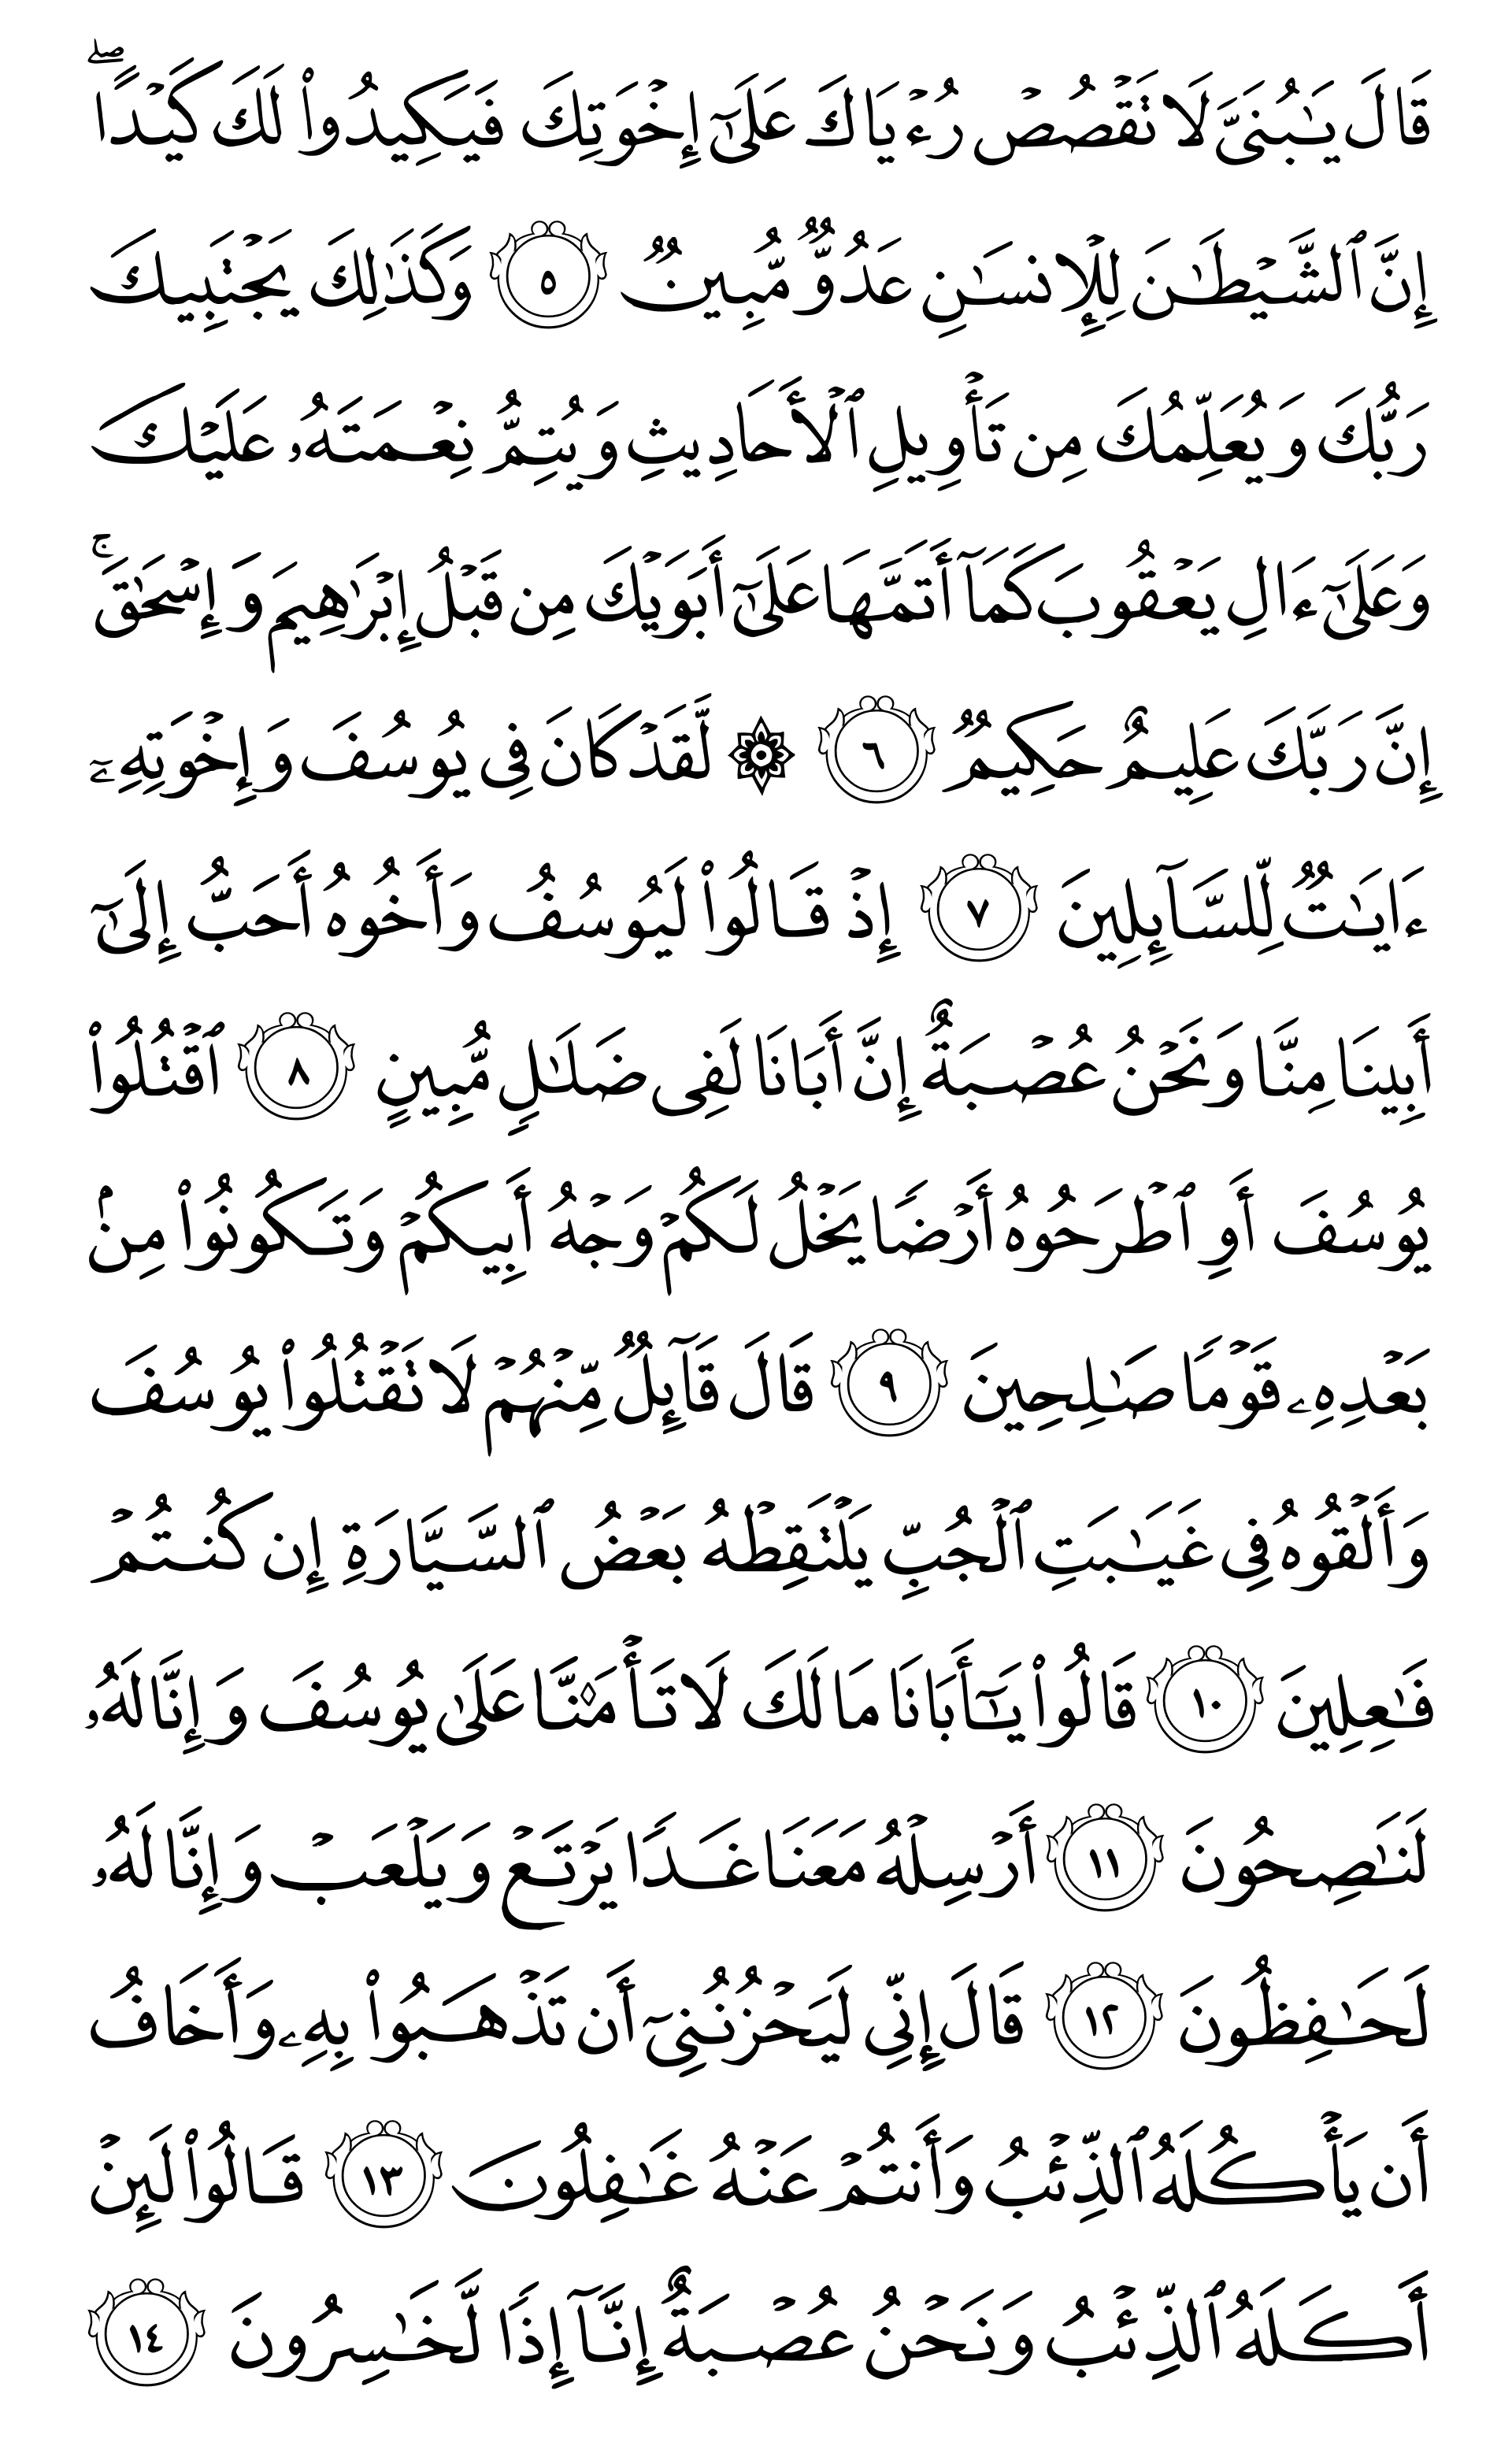 قَالَ يَٰبُنَيَّ لَا تَقْصُصْ رُءْيَاكَ عَلَىٰٓ إِخْوَتِكَ فَيَكِيدُوا۟ لَكَ كَيْدًا ۖ
إِنَّ ٱلشَّيْطَٰنَ لِلْإِنسَٰنِ عَدُوٌّ مُّبِينٌ ٥ وَكَذَٰلِكَ يَجْتَبِيكَ
رَبُّكَ وَيُعَلِّمُكَ مِن تَأْوِيلِ ٱلْأَحَادِيثِ وَيُتِمُّ نِعْمَتَهُۥ عَلَيْكَ
وَعَلَىٰٓ ءَالِ يَعْقُوبَ كَمَآ أَتَمَّهَا عَلَىٰٓ أَبَوَيْكَ مِن قَبْلُ إِبْرَٰهِيمَ وَإِسْحَٰقَ ۚ
إِنَّ رَبَّكَ عَلِيمٌ حَكِيمٌ ٦ ۞ لَّقَدْ كَانَ فِي يُوسُفَ وَإِخْوَتِهِۦٓ
ءَايَٰتٌ لِّلسَّآئِلِينَ ٧ إِذْ قَالُوا۟ لَيُوسُفُ وَأَخُوهُ أَحَبُّ إِلَىٰٓ
أَبِينَا مِنَّا وَنَحْنُ عُصْبَةٌ إِنَّ أَبَانَا لَفِي ضَلَٰلٍ مُّبِينٍ ٨ ٱقْتُلُوا۟
يُوسُفَ أَوِ ٱطْرَحُوهُ أَرْضًا يَخْلُ لَكُمْ وَجْهُ أَبِيكُمْ وَتَكُونُوا۟ مِنۢ
بَعْدِهِۦ قَوْمًا صَٰلِحِينَ ٩ قَالَ قَآئِلٌ مِّنْهُمْ لَا تَقْتُلُوا۟ يُوسُفَ
وَأَلْقُوهُ فِي غَيَٰبَتِ ٱلْجُبِّ يَلْتَقِطْهُ بَعْضُ ٱلسَّيَّارَةِ إِن كُنتُمْ
فَٰعِلِينَ ١٠ قَالُوا۟ يَٰٓأَبَانَا مَا لَكَ لَا تَأْمَ۫نَّا عَلَىٰ يُوسُفَ وَإِنَّا لَهُۥ
لَنَٰصِحُونَ ١١ أَرْسِلْهُ مَعَنَا غَدًا يَرْتَعْ وَيَلْعَبْ وَإِنَّا لَهُۥ
لَحَٰفِظُونَ ١٢ قَالَ إِنِّي لَيَحْزُنُنِيٓ أَن تَذْهَبُوا۟ بِهِۦ وَأَخَافُ
أَن يَأْكُلَهُ ٱلذِّئْبُ وَأَنتُمْ عَنْهُ غَٰفِلُونَ ١٣ قَالُوا۟ لَئِنْ
أَكَلَهُ ٱلذِّئْبُ وَنَحْنُ عُصْبَةٌ إِنَّآ إِذًا لَّخَٰسِرُونَ ١٤